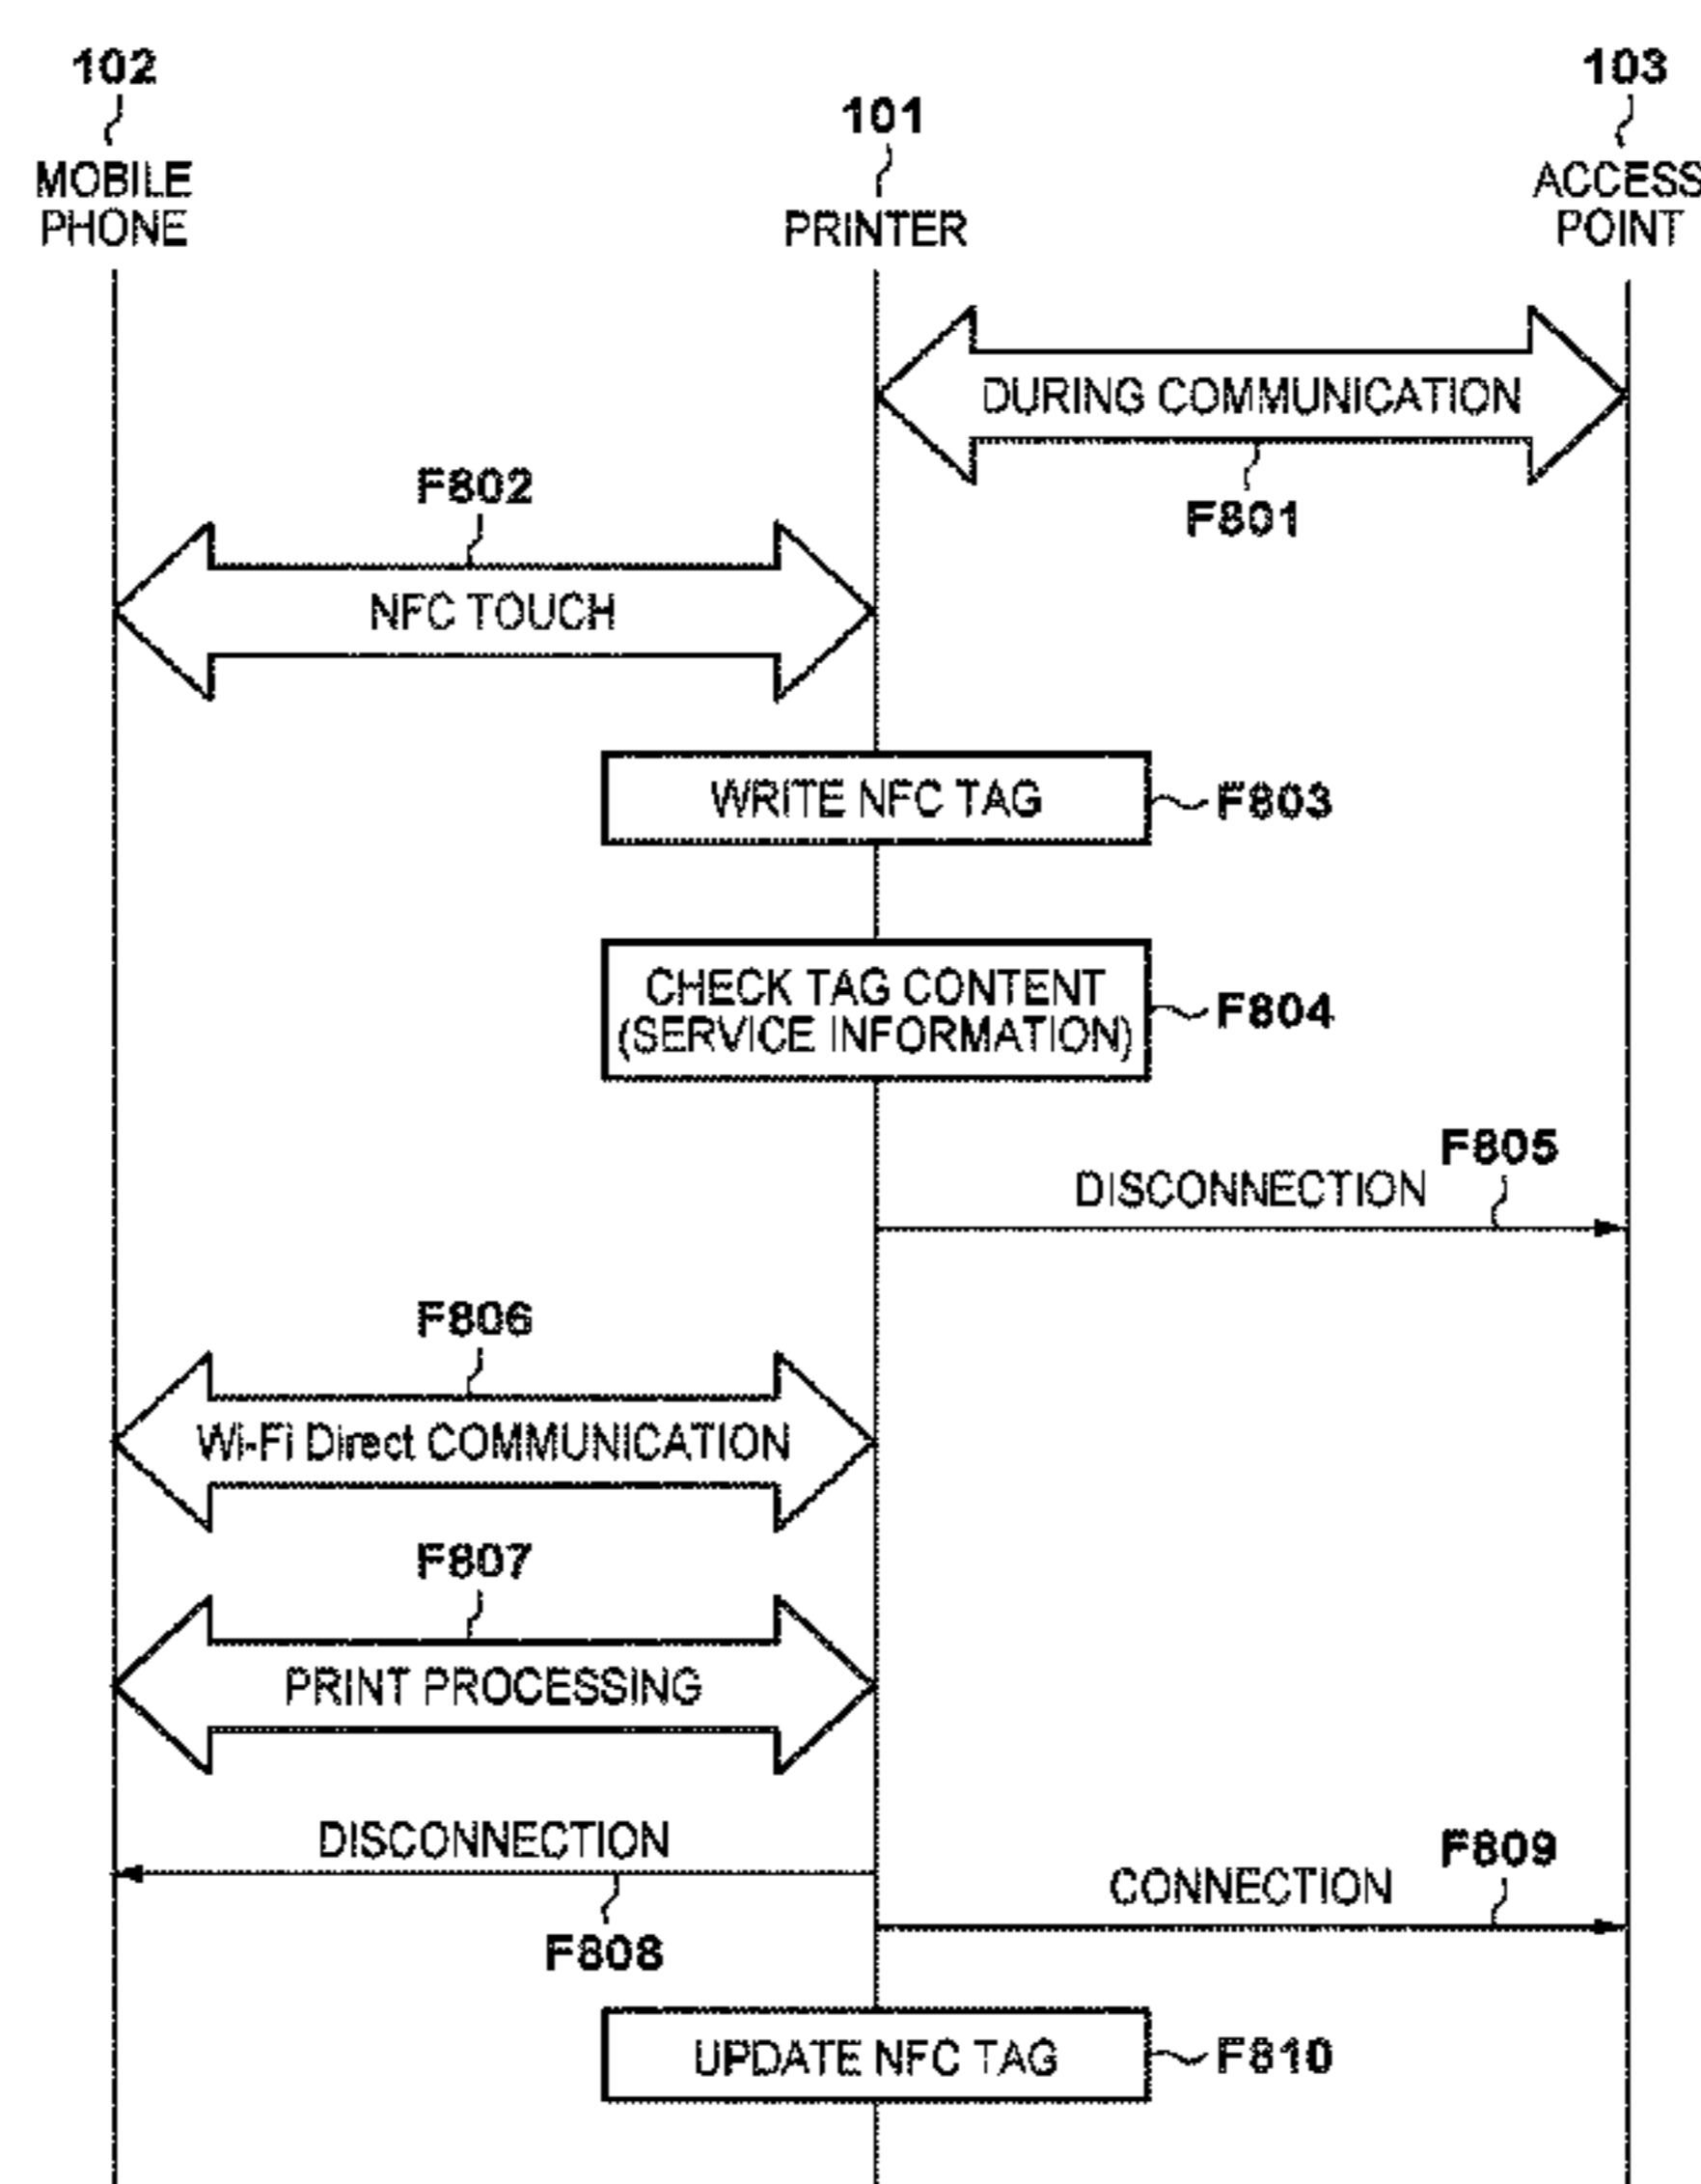 102
101
103
MOBILE
PHONE
PRINTER
ACCESS
POINT
DURING COMMUNICATION
F801
F802
NFC TOUCH
WRITE NFC TAG
F803
CHECK TAG CONTENT
(SERVICE INFORMATION)
F804
F805
DISCONNECTION
F806
Wi-Fi Direct COMMUNICATION
F807
PRINT PROCESSING
DISCONNECTION
F808
F809
CONNECTION
UPDATE NFC TAG
F810